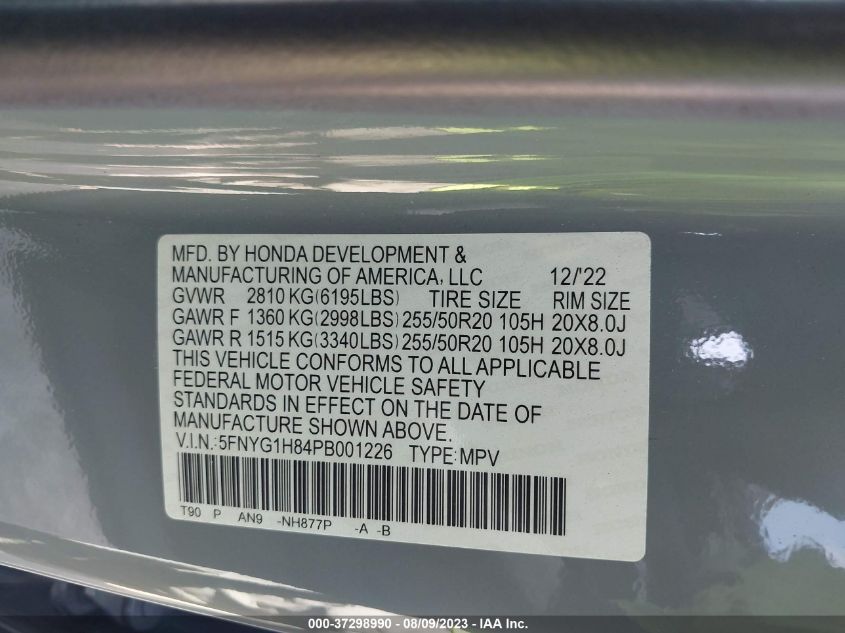 MFD. BY HONDA DEVELOPMENT &
MANUFACTURING OF AMERICA, LLC 12/'22
GVWR 2810 KG(6195LBS) TIRE SIZE RIM SIZE
GAWR F 1360 KG(2998LBS) 255/50R20 105H 20X8.0J
GAWR R 1515 KG(3340LBS) 255/50R20 105H 20X8.0J
THIS VEHICLE CONFORMS TO ALL APPLICABLE
FEDERAL MOTOR VEHICLE SAFETY
STANDARDS IN EFFECT ON THE DATE OF
MANUFACTURE SHOWN ABOVE.
V.I.N.:5FNYG1H84PB001226 TYPE:MPV
T90 P AN9 -NH877P -A -B
000-37298990 - 08/09/2023 - IAA Inc.